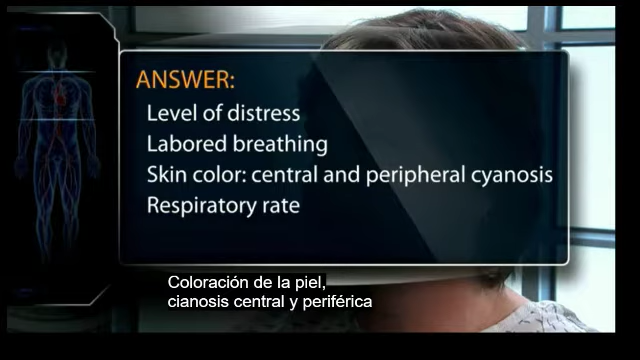 ANSWER:
Level of distress
Labored breathing
Skin color: central and peripheral cyanosis
Respiratory rate
Coloración de la piel,
cianosis central y periférica